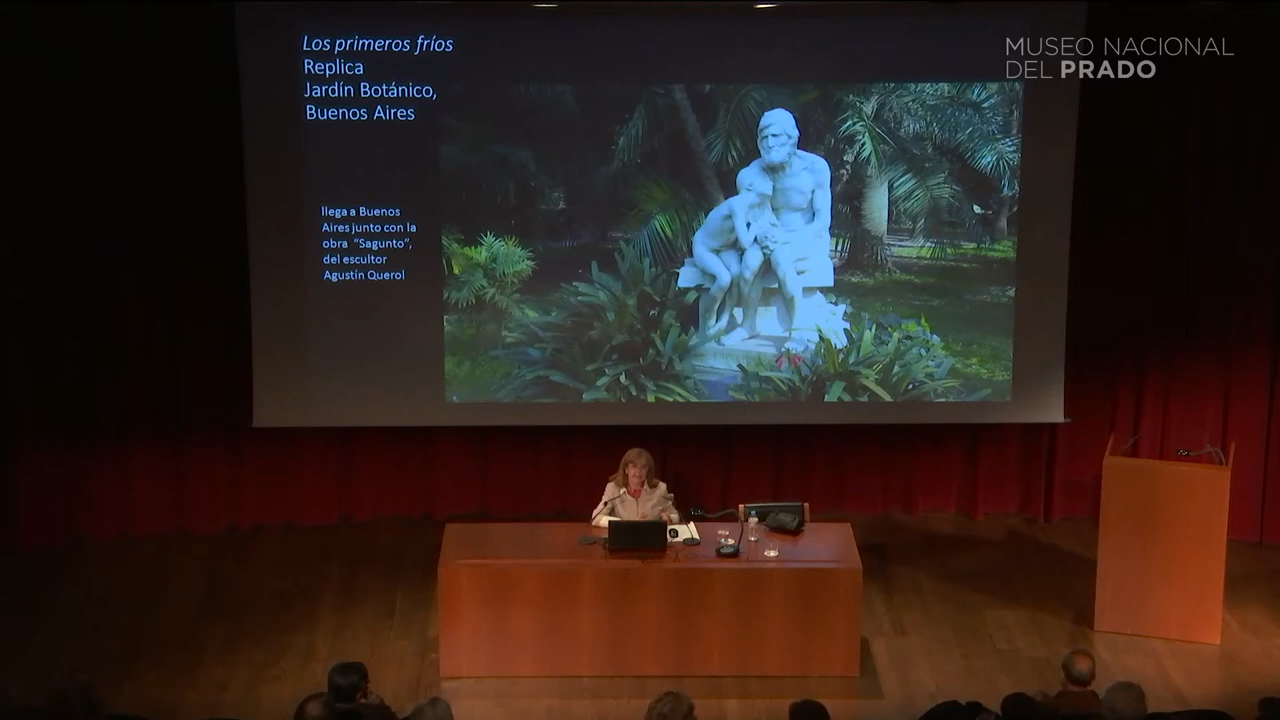 Los primeros fríos
Replica
Jardín Botánico,
Buenos Aires
llega a Buenos
Aires junto con la
obra “Sagunto”,
del escultor
Agustín Querol
MUSEO NACIONAL
DEL PRADO